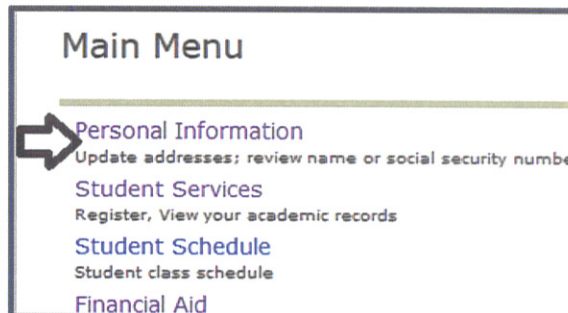 Main Menu
Personal Information
Update addresses; review name or social security
Student Services
Register, View your academic records
Student Schedule
Student class schedule
Financial Aid